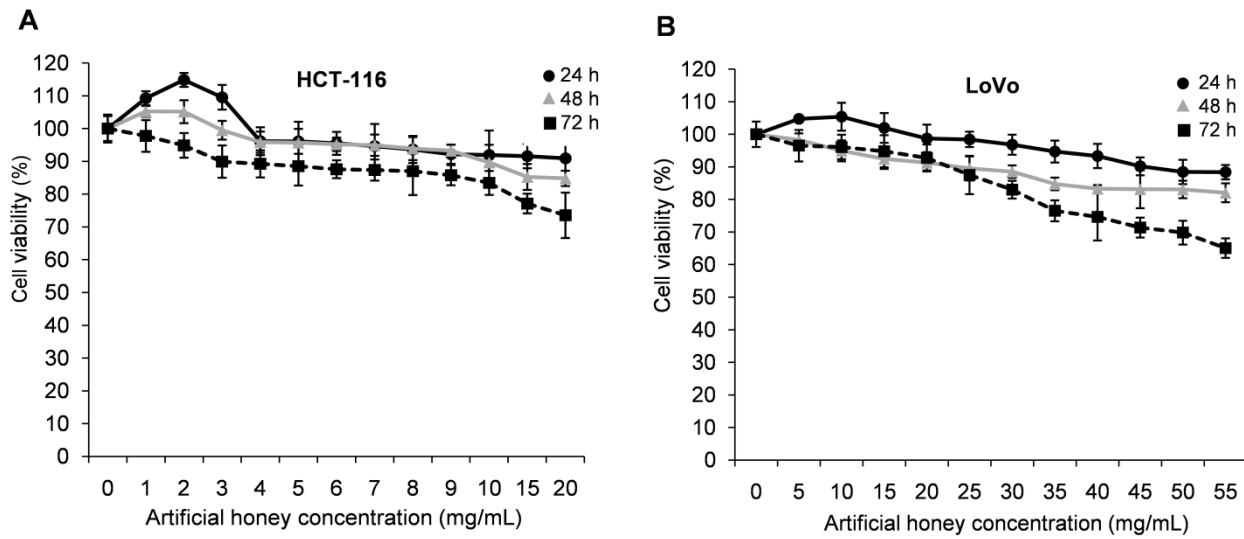 A
HCT-116
24 h
48 h
72 h
Cell viability (%)
120
110
100
90
80
70
60
50
40
30
20
10
0
0 1 2 3 4 5 6 7 8 9 10 15 20
Artificial honey concentration (mg/mL)
B
LoVo
24 h
48 h
72 h
Cell viability (%)
120
110
100
90
80
70
60
50
40
30
20
10
0
0 5 10 15 20 25 30 35 40 45 50 55
Artificial honey concentration (mg/mL)